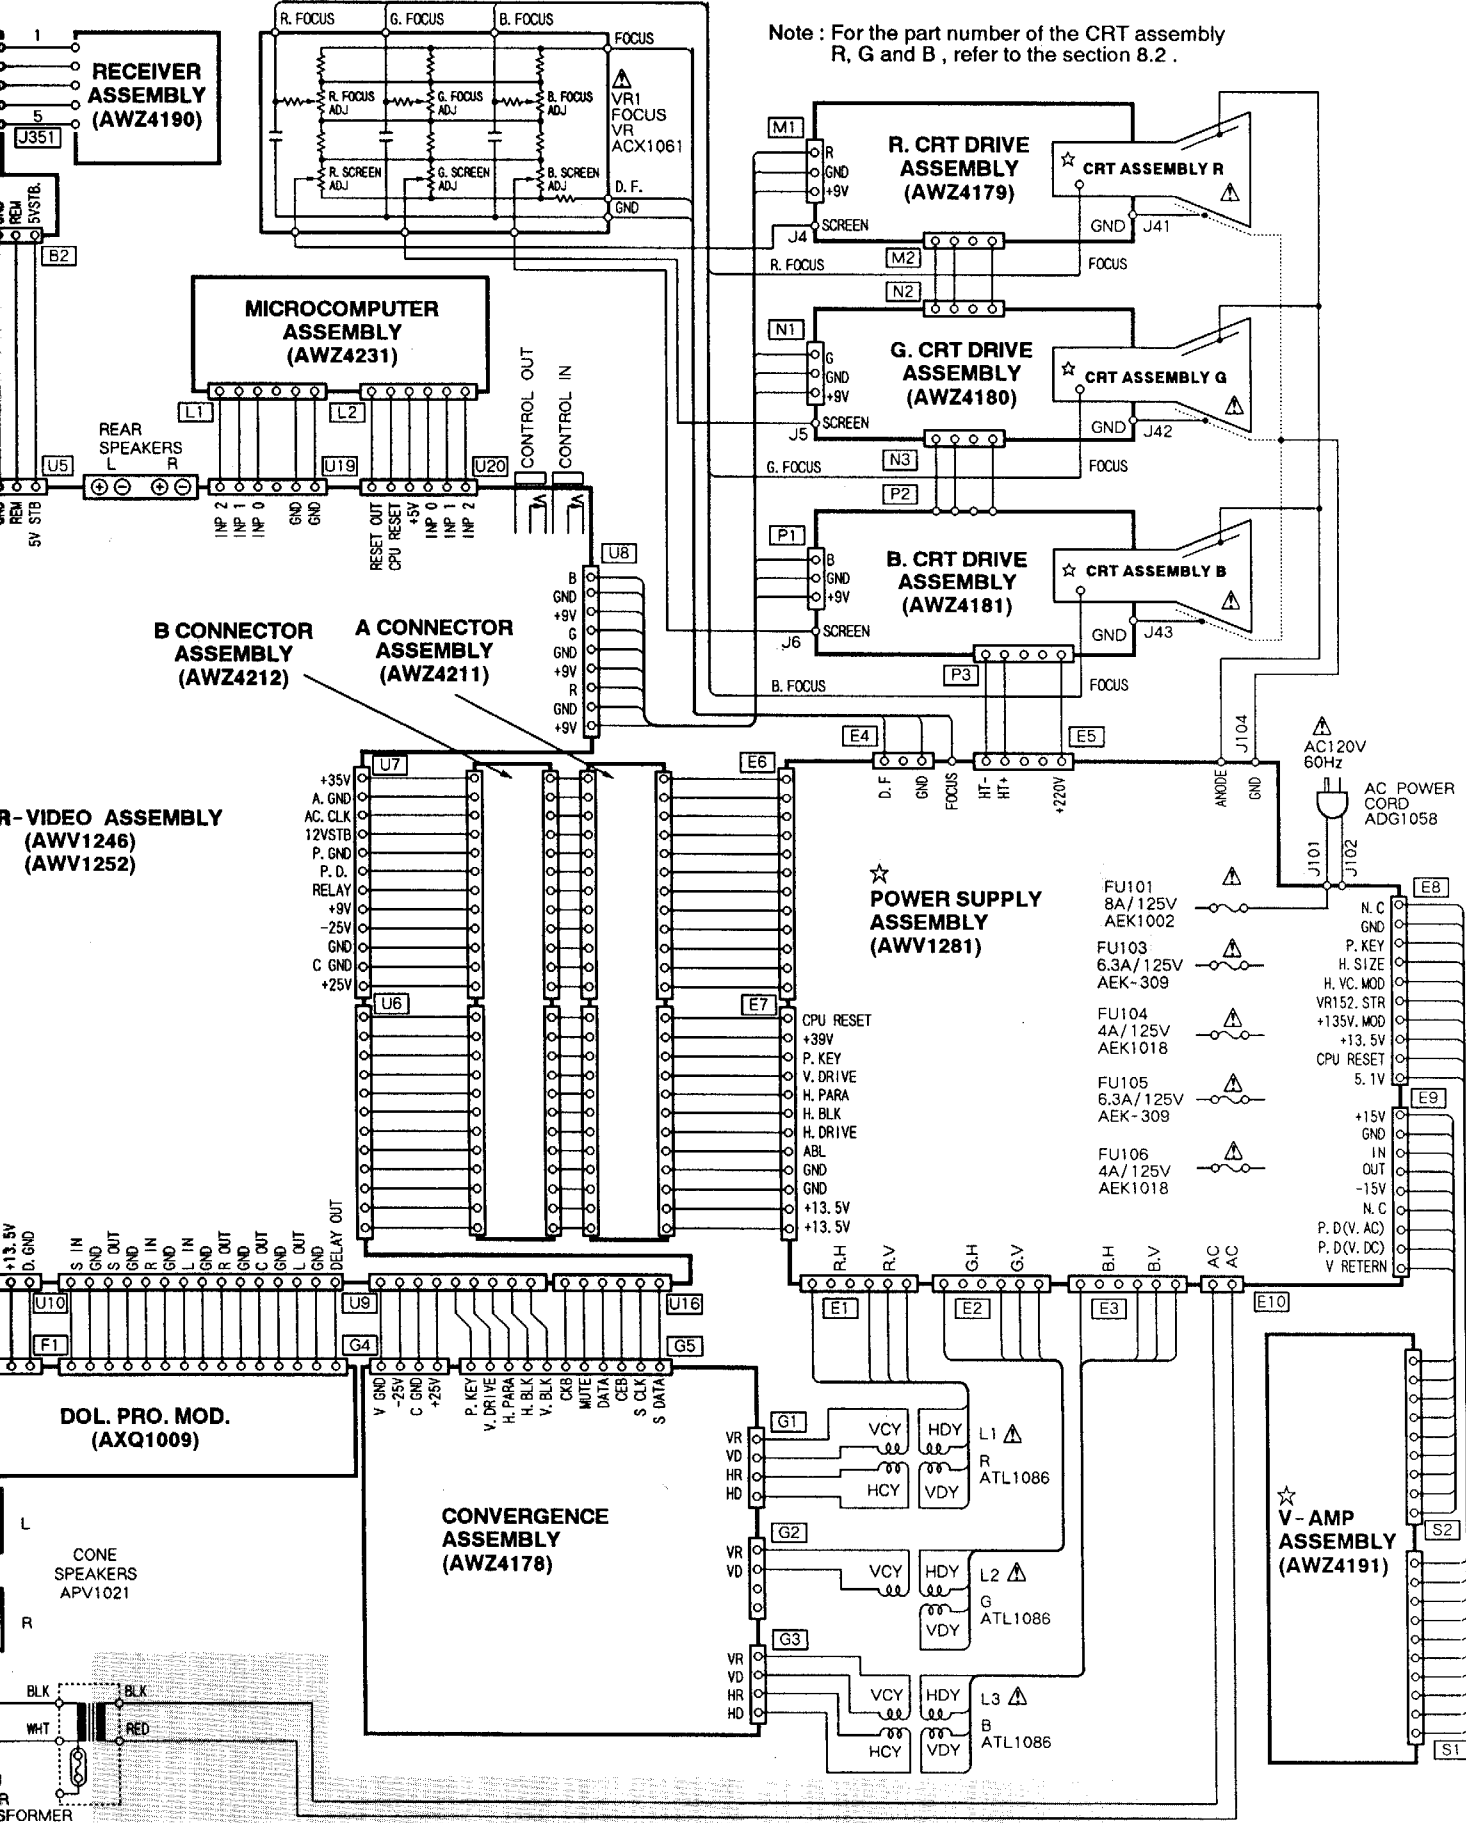 Note : For the part number of the CRT assembly
R, G and B , refer to the section 8.2 .
R. FOCUS
G. FOCUS
B. FOCUS
FOCUS
1
RECEIVER
ASSEMBLY
(AWZ4190)
5
J351
R. FOCUS
ADJ
G. FOCUS
ADJ
B. FOCUS
ADJ
VR1
FOCUS
VR
ACX1061
R. SCREEN
ADJ
G. SCREEN
ADJ
B. SCREEN
ADJ
D. F.
GND
REM
5VSTB.
B2
M1
R
GND
+9V
R. CRT DRIVE
ASSEMBLY
(AWZ4179)
☆ CRT ASSEMBLY R
J4
SCREEN
GND
J41
M2
R. FOCUS
FOCUS
N2
MICROCOMPUTER
ASSEMBLY
(AWZ4231)
L1
L2
CONTROL OUT
CONTROL IN
N1
G
GND
+9V
G. CRT DRIVE
ASSEMBLY
(AWZ4180)
☆ CRT ASSEMBLY G
J5
SCREEN
GND
J42
N3
G. FOCUS
FOCUS
P2
REAR
SPEAKERS
L R
U5
U19
U20
REM
5V STB
INP 2
INP 1
INP 0
GND
GND
RESET OUT
CPU RESET
+5V
INP 0
INP 1
INP 2
P1
B
GND
+9V
B. CRT DRIVE
ASSEMBLY
(AWZ4181)
☆ CRT ASSEMBLY B
J6
SCREEN
GND
J43
P3
B. FOCUS
FOCUS
U8
B
GND
+9V
G
GND
+9V
R
GND
+9V
B CONNECTOR
ASSEMBLY
(AWZ4212)
A CONNECTOR
ASSEMBLY
(AWZ4211)
E4
E5
D. F
GND
FOCUS
HT-
HT+
+220V
ANODE
GND
J104
AC120V
60Hz
AC POWER
CORD
ADG1058
J101
J102
R-VIDEO ASSEMBLY
(AWV1246)
(AWV1252)
U7
+35V
A. GND
AC. CLK
12VSTB
P. GND
P. D.
RELAY
+9V
-25V
GND
C GND
+25V
U6
E6
E7
CPU RESET
+39V
P. KEY
V. DRIVE
H. PARA
H. BLK
H. DRIVE
ABL
GND
GND
+13. 5V
+13. 5V
☆
POWER SUPPLY
ASSEMBLY
(AWV1281)
FU101
8A/125V
AEK1002
FU103
6.3A/125V
AEK-309
FU104
4A/125V
AEK1018
FU105
6.3A/125V
AEK-309
FU106
4A/125V
AEK1018
E8
N. C
GND
P. KEY
H. SIZE
H. VC. MOD
VR152. STR
+135V. MOD
+13. 5V
CPU RESET
5. 1V
E9
+15V
GND
IN
OUT
-15V
N. C
P. D(V. AC)
P. D(V. DC)
V RETERN
+13. 5V
D. GND
S IN
GND
S OUT
GND
R IN
GND
L IN
GND
R OUT
GND
C OUT
GND
L OUT
GND
DELAY OUT
U10
U9
U16
F1
G4
G5
R.H
R.V
G.H
G.V
B.H
B.V
AC
AC
E1
E2
E3
E10
V GND
-25V
C GND
+25V
P. KEY
V. DRIVE
H. PARA
H. BLK
V. BLK
CKB
MUTE
DATA
CEB
S CLK
S DATA
DOL. PRO. MOD.
(AXQ1009)
CONVERGENCE
ASSEMBLY
(AWZ4178)
G1
VR
VD
HR
HD
VCY
HDY
HCY
VDY
L1
R
ATL1086
G2
VR
VD
VCY
HDY
VDY
L2
G
ATL1086
G3
VR
VD
HR
HD
VCY
HDY
HCY
VDY
L3
B
ATL1086
☆
V-AMP
ASSEMBLY
(AWZ4191)
S2
S1
L
CONE
SPEAKERS
APV1021
R
BLK
BLK
WHT
RED
R
SFORMER